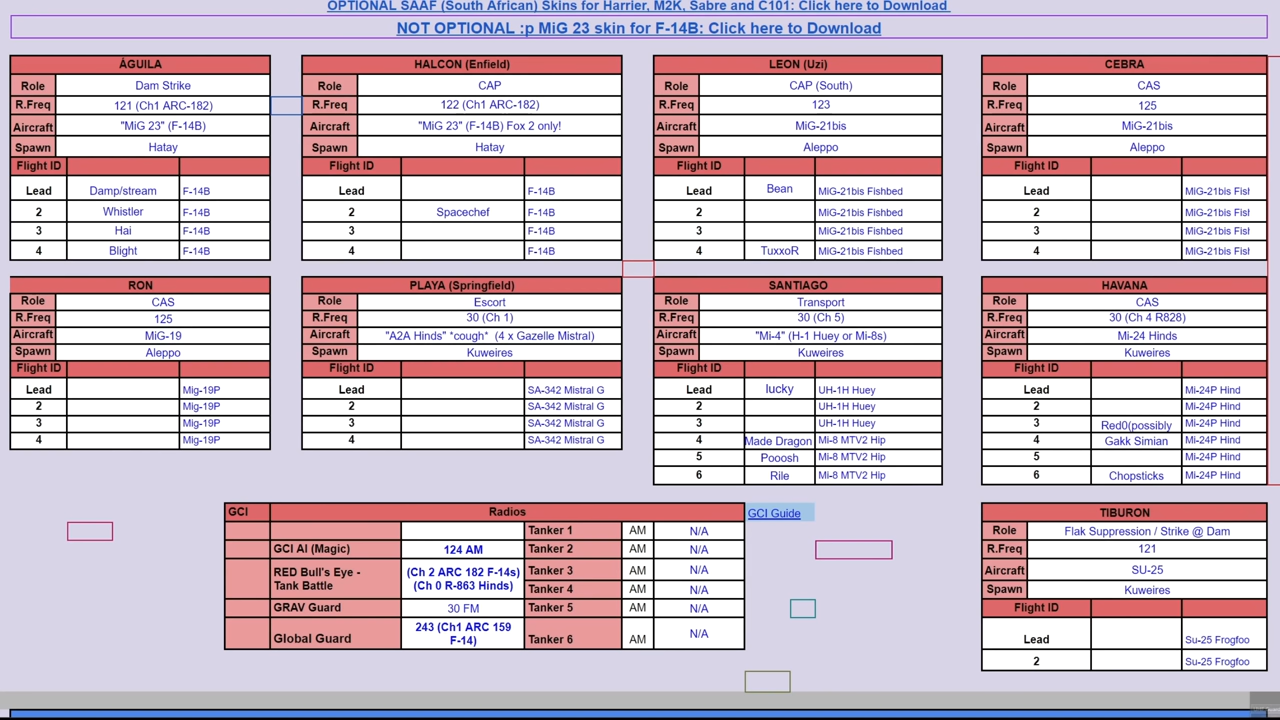 OPTIONAL SAAF (South African) Skins for Harrier, M2K, Sabre and C101: Click here to Download
NOT OPTIONAL :p MiG 23 skin for F-14B: Click here to Download
ÁGUILA
Role Dam Strike
R.Freq 121 (Ch1 ARC-182)
Aircraft "MiG 23" (F-14B)
Spawn Hatay
Flight ID
Lead Damp/stream F-14B
2 Whistler F-14B
3 Hai F-14B
4 Blight F-14B
HALCON (Enfield)
Role CAP
R.Freq 122 (Ch1 ARC-182)
Aircraft "MiG 23" (F-14B) Fox 2 only!
Spawn Hatay
Flight ID
Lead F-14B
2 Spacechef F-14B
3 F-14B
4 F-14B
LEON (Uzi)
Role CAP (South)
R.Freq 123
Aircraft MiG-21bis
Spawn Aleppo
Flight ID
Lead Bean MiG-21bis Fishbed
2 MiG-21bis Fishbed
3 MiG-21bis Fishbed
4 TuxxoR MiG-21bis Fishbed
CEBRA
Role CAS
R.Freq 125
Aircraft MiG-21bis
Spawn Aleppo
Flight ID
Lead MiG-21bis Fisl
2 MiG-21bis Fisl
3 MiG-21bis Fisl
4 MiG-21bis Fisl
RON
Role CAS
R.Freq 125
Aircraft MiG-19
Spawn Aleppo
Flight ID
Lead Mig-19P
2 Mig-19P
3 Mig-19P
4 Mig-19P
PLAYA (Springfield)
Role Escort
R.Freq 30 (Ch 1)
Aircraft "A2A Hinds" *cough* (4 x Gazelle Mistral)
Spawn Kuweires
Flight ID
Lead SA-342 Mistral G
2 SA-342 Mistral G
3 SA-342 Mistral G
4 SA-342 Mistral G
SANTIAGO
Role Transport
R.Freq 30 (Ch 5)
Aircraft "Mi-4" (H-1 Huey or Mi-8s)
Spawn Kuweires
Flight ID
Lead lucky UH-1H Huey
2 UH-1H Huey
3 UH-1H Huey
4 Made Dragon Mi-8 MTV2 Hip
5 Pooosh Mi-8 MTV2 Hip
6 Rile Mi-8 MTV2 Hip
HAVANA
Role CAS
R.Freq 30 (Ch 4 R828)
Aircraft Mi-24 Hinds
Spawn Kuweires
Flight ID
Lead Mi-24P Hind
2 Mi-24P Hind
3 Red0(possibly Mi-24P Hind
4 Gakk Simian Mi-24P Hind
5 Mi-24P Hind
6 Chopsticks Mi-24P Hind
GCI Radios
Tanker 1 AM N/A
GCI AI (Magic) 124 AM Tanker 2 AM N/A
RED Bull's Eye - (Ch 2 ARC 182 F-14s) Tanker 3 AM N/A
Tank Battle (Ch 0 R-863 Hinds) Tanker 4 AM N/A
GRAV Guard 30 FM Tanker 5 AM N/A
243 (Ch1 ARC 159
Global Guard F-14) Tanker 6 AM N/A
GCI Guide
TIBURON
Role Flak Suppression / Strike @ Dam
R.Freq 121
Aircraft SU-25
Spawn Kuweires
Flight ID
Lead Su-25 Frogfoo
2 Su-25 Frogfoo